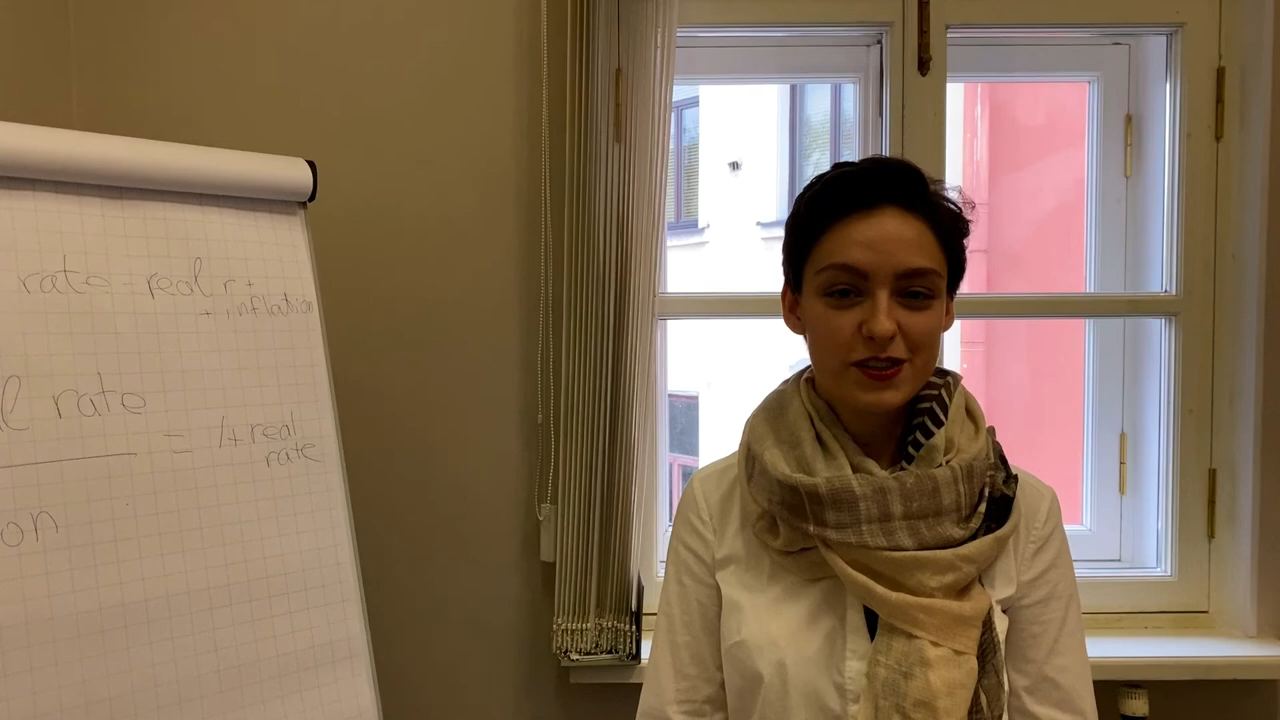 rate = real r +
+ inflation
l rate
= 1 + real
rate
on